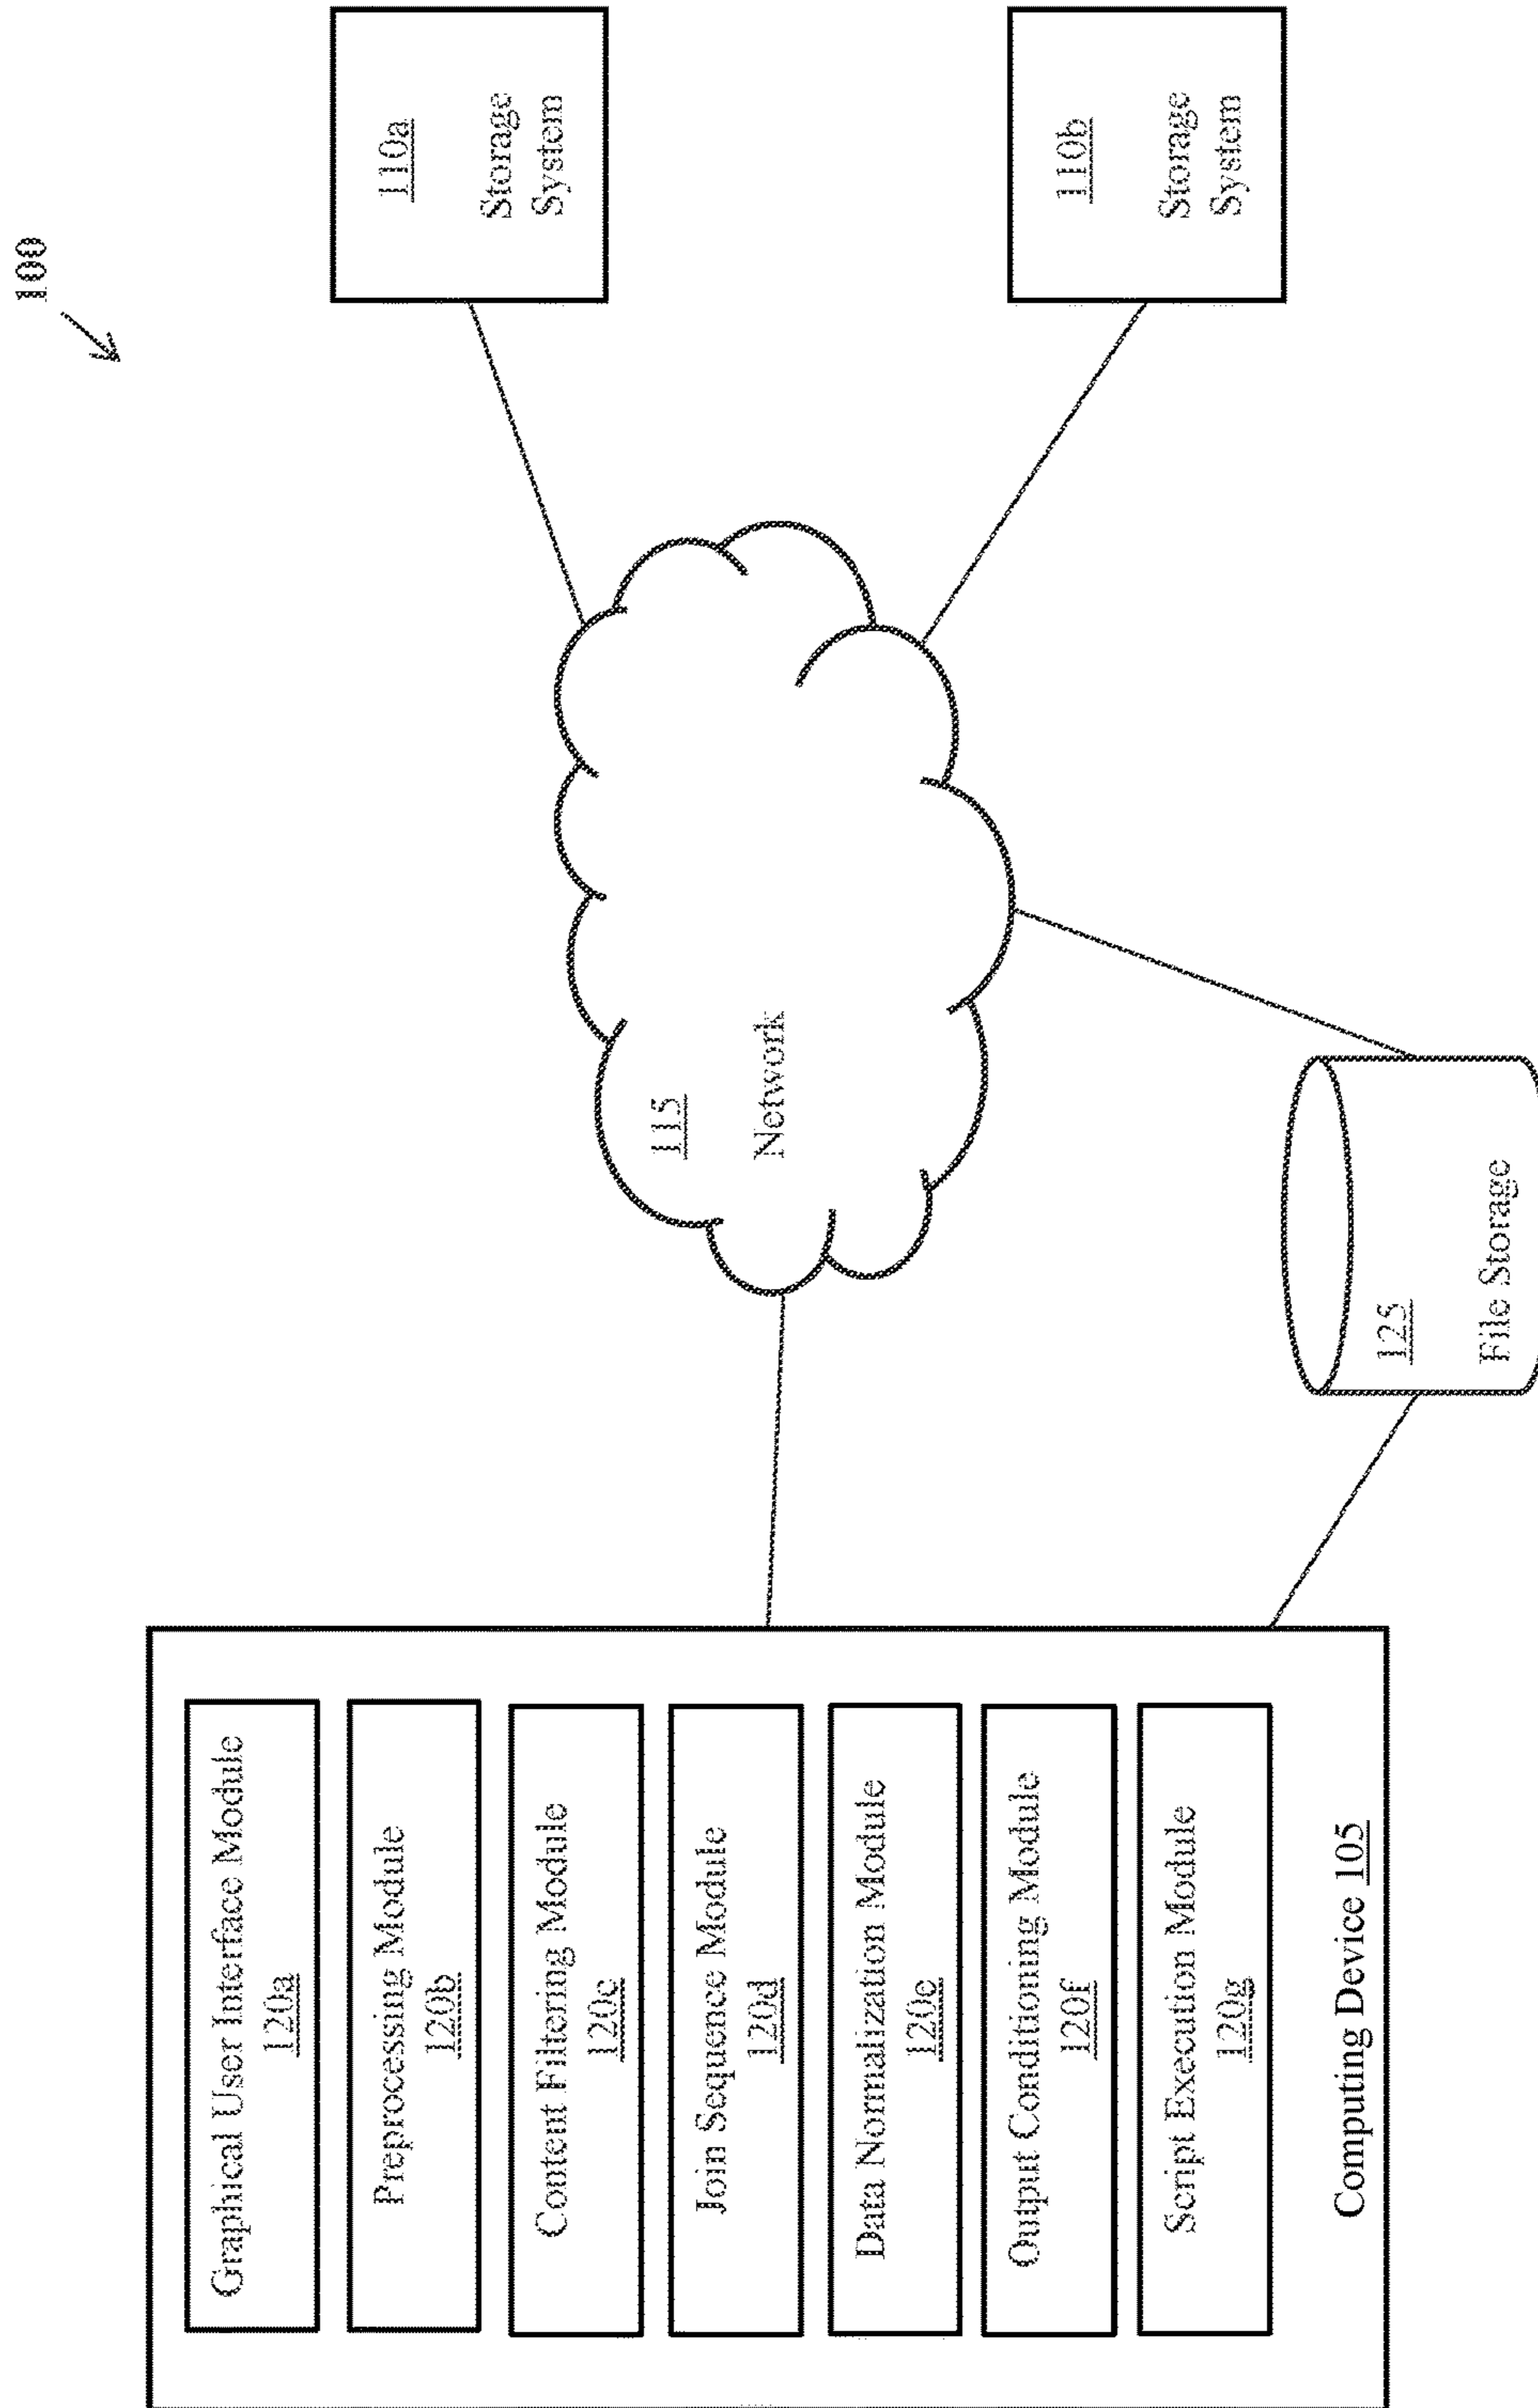 100
Graphical User Interface Module
120a
Preprocessing Module
120b
Content Filtering Module
120c
Join Sequence Module
120d
Data Normalization Module
120e
Output Conditioning Module
120f
Script Execution Module
120g
Computing Device 105
115
Network
125
File Storage
110a
Storage
System
110b
Storage
System